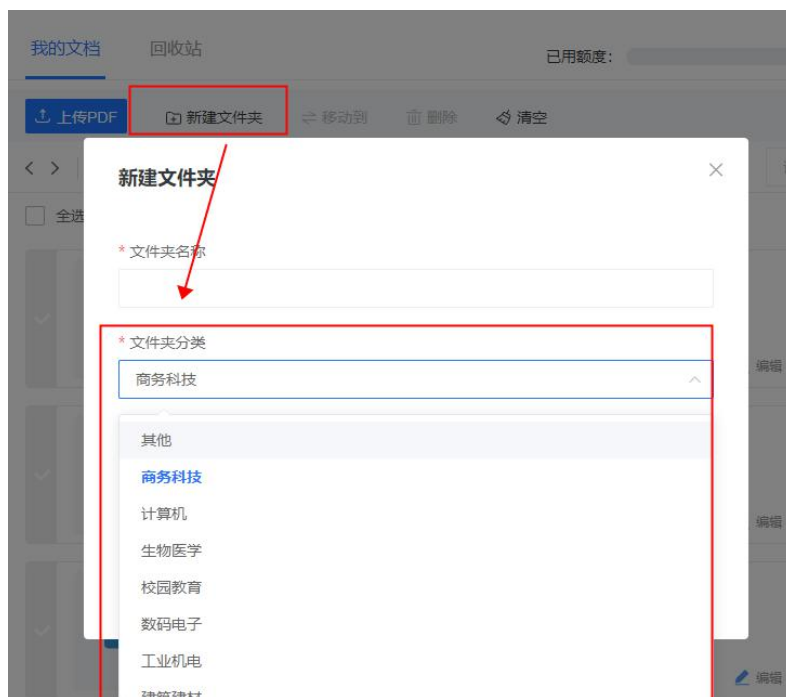 我的文档 回收站 已用额度：
上传PDF 新建文件夹 移动到 删除 清空
新建文件夹
全选
* 文件夹名称
* 文件夹分类
商务科技
编辑
其他
商务科技
计算机
生物医学
编辑
校园教育
数码电子
工业机电
编辑
建筑建材